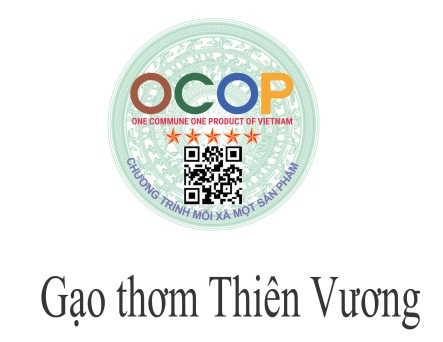 OCOP
ONE COMMUNE ONE PRODUCT OF VIETNAM
CHƯƠNG TRÌNH MỖI XÃ MỘT SẢN PHẨM
Gạo thơm Thiên Vương